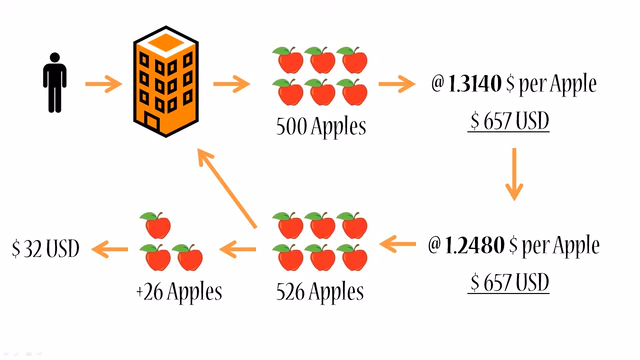 500 Apples
@ 1.3140 $ per Apple
$ 657 USD
@ 1.2480 $ per Apple
$ 657 USD
526 Apples
+26 Apples
$ 32 USD